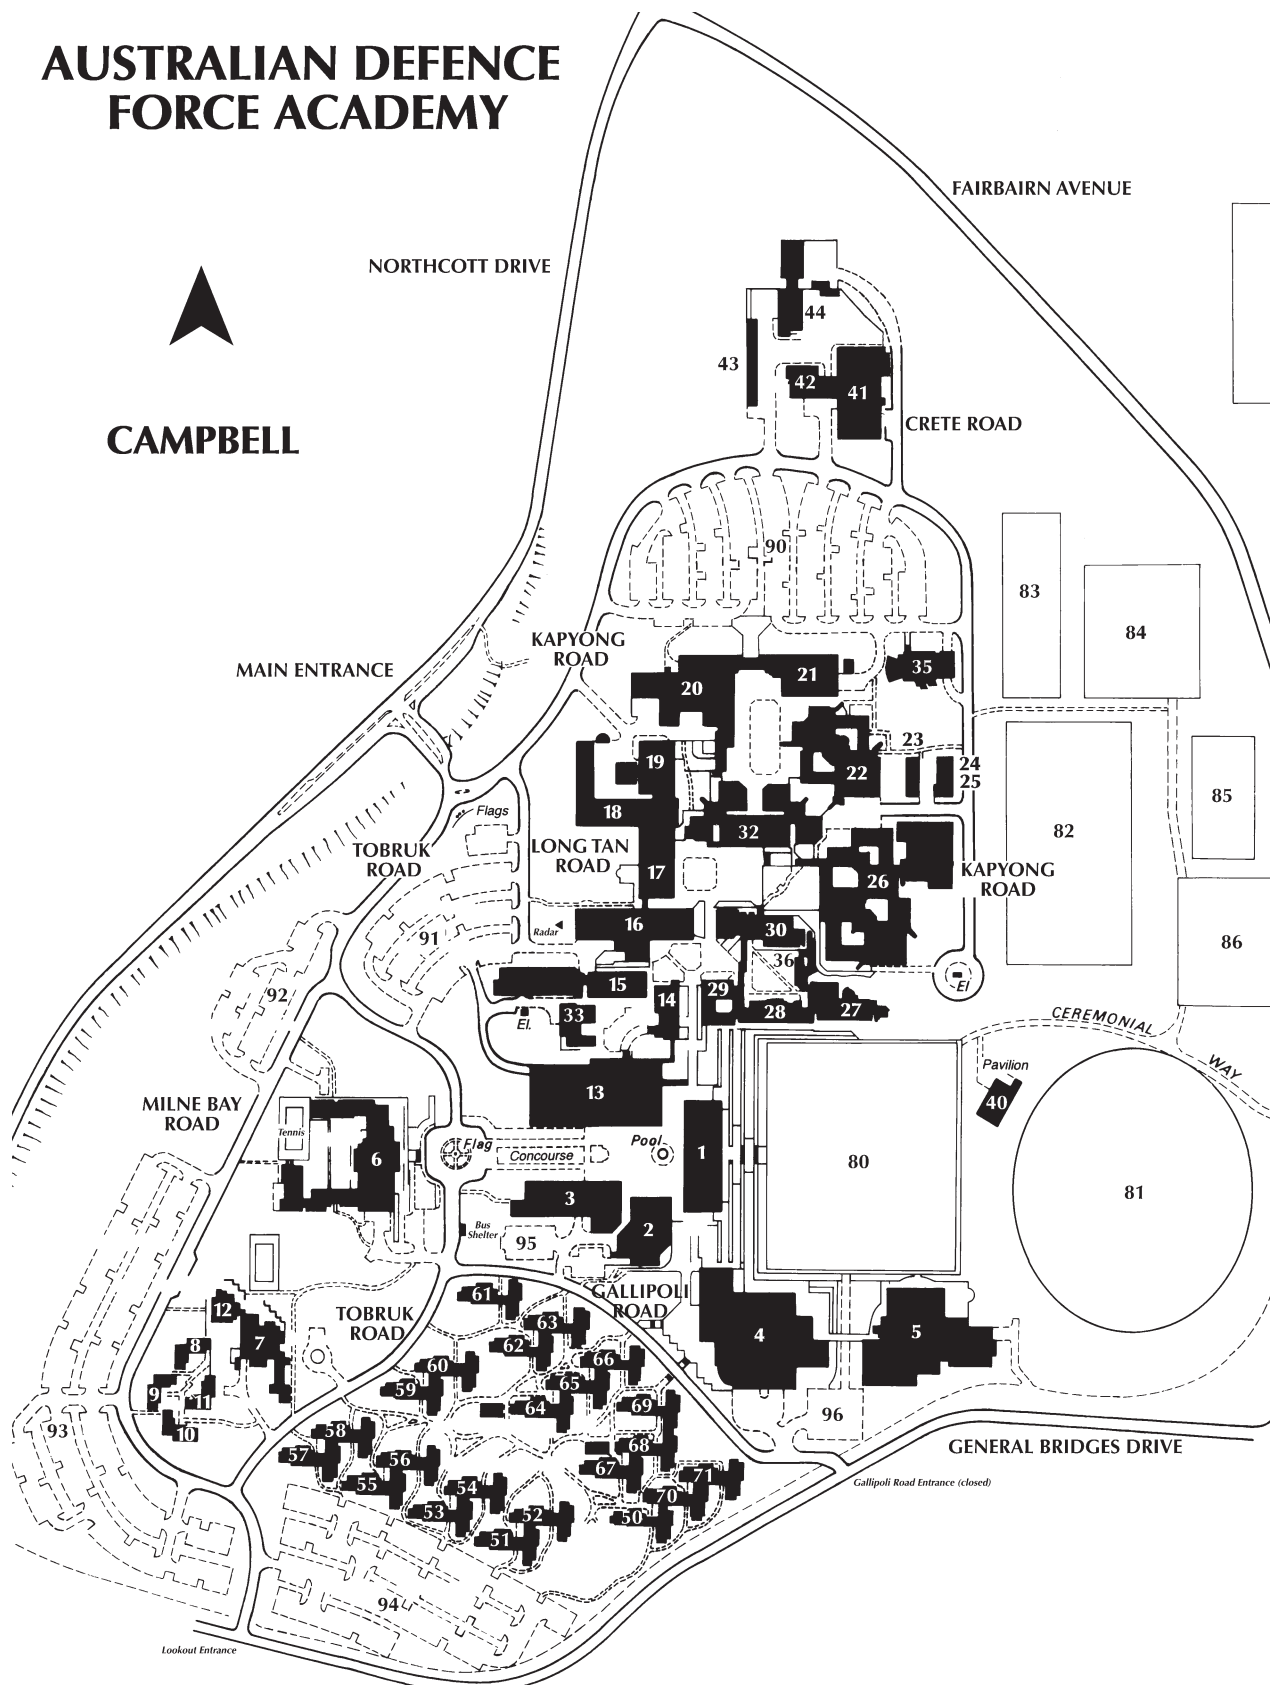 AUSTRALIAN DEFENCE
FORCE ACADEMY
FAIRBAIRN AVENUE
NORTHCOTT DRIVE
44
43
42
41
CAMPBELL
CRETE ROAD
90
83
84
KAPYONG
ROAD
MAIN ENTRANCE
35
21
20
23
19
22
24
25
85
Flags
18
32
82
TOBRUK
ROAD
LONG TAN
ROAD
17
26
KAPYONG
ROAD
16
30
Radar
91
86
36
92
15
29
14
El
33
El.
28
27
CEREMONIAL
WAY
Pavilion
13
40
MILNE BAY
ROAD
Tennis
Flag
Pool
Concourse
6
1
80
81
3
Bus
Shelter
2
95
61
GALLIPOLI
ROAD
12
TOBRUK
ROAD
63
7
62
4
5
8
66
60
65
59
9
11
64
69
96
93
10
58
68
GENERAL BRIDGES DRIVE
57
56
67
71
55
54
Gallipoli Road Entrance (closed)
70
53
52
50
51
94
Lookout Entrance